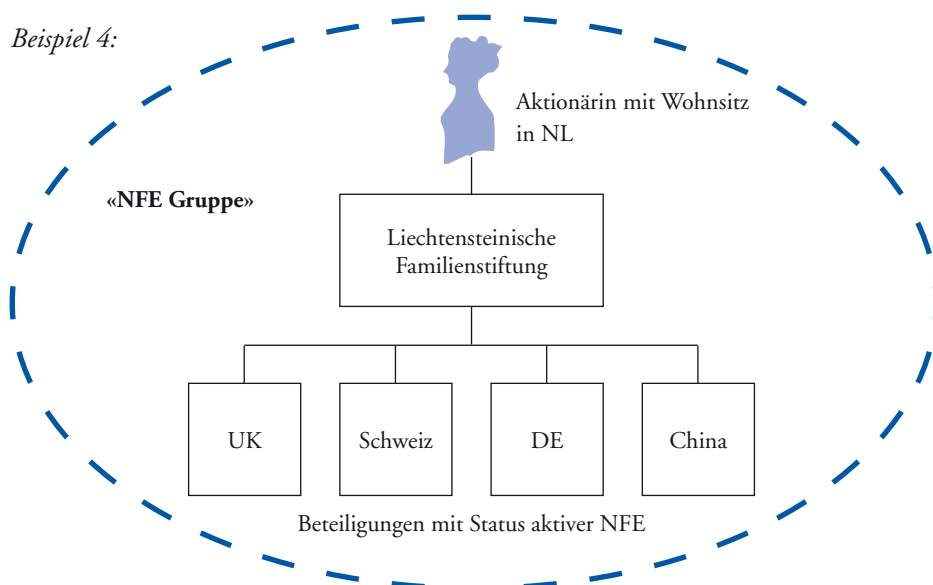 Beispiel 4:
Aktionärin mit Wohnsitz
in NL
«NFE Gruppe»
Liechtensteinische
Familienstiftung
UK
Schweiz
DE
China
Beteiligungen mit Status aktiver NFE